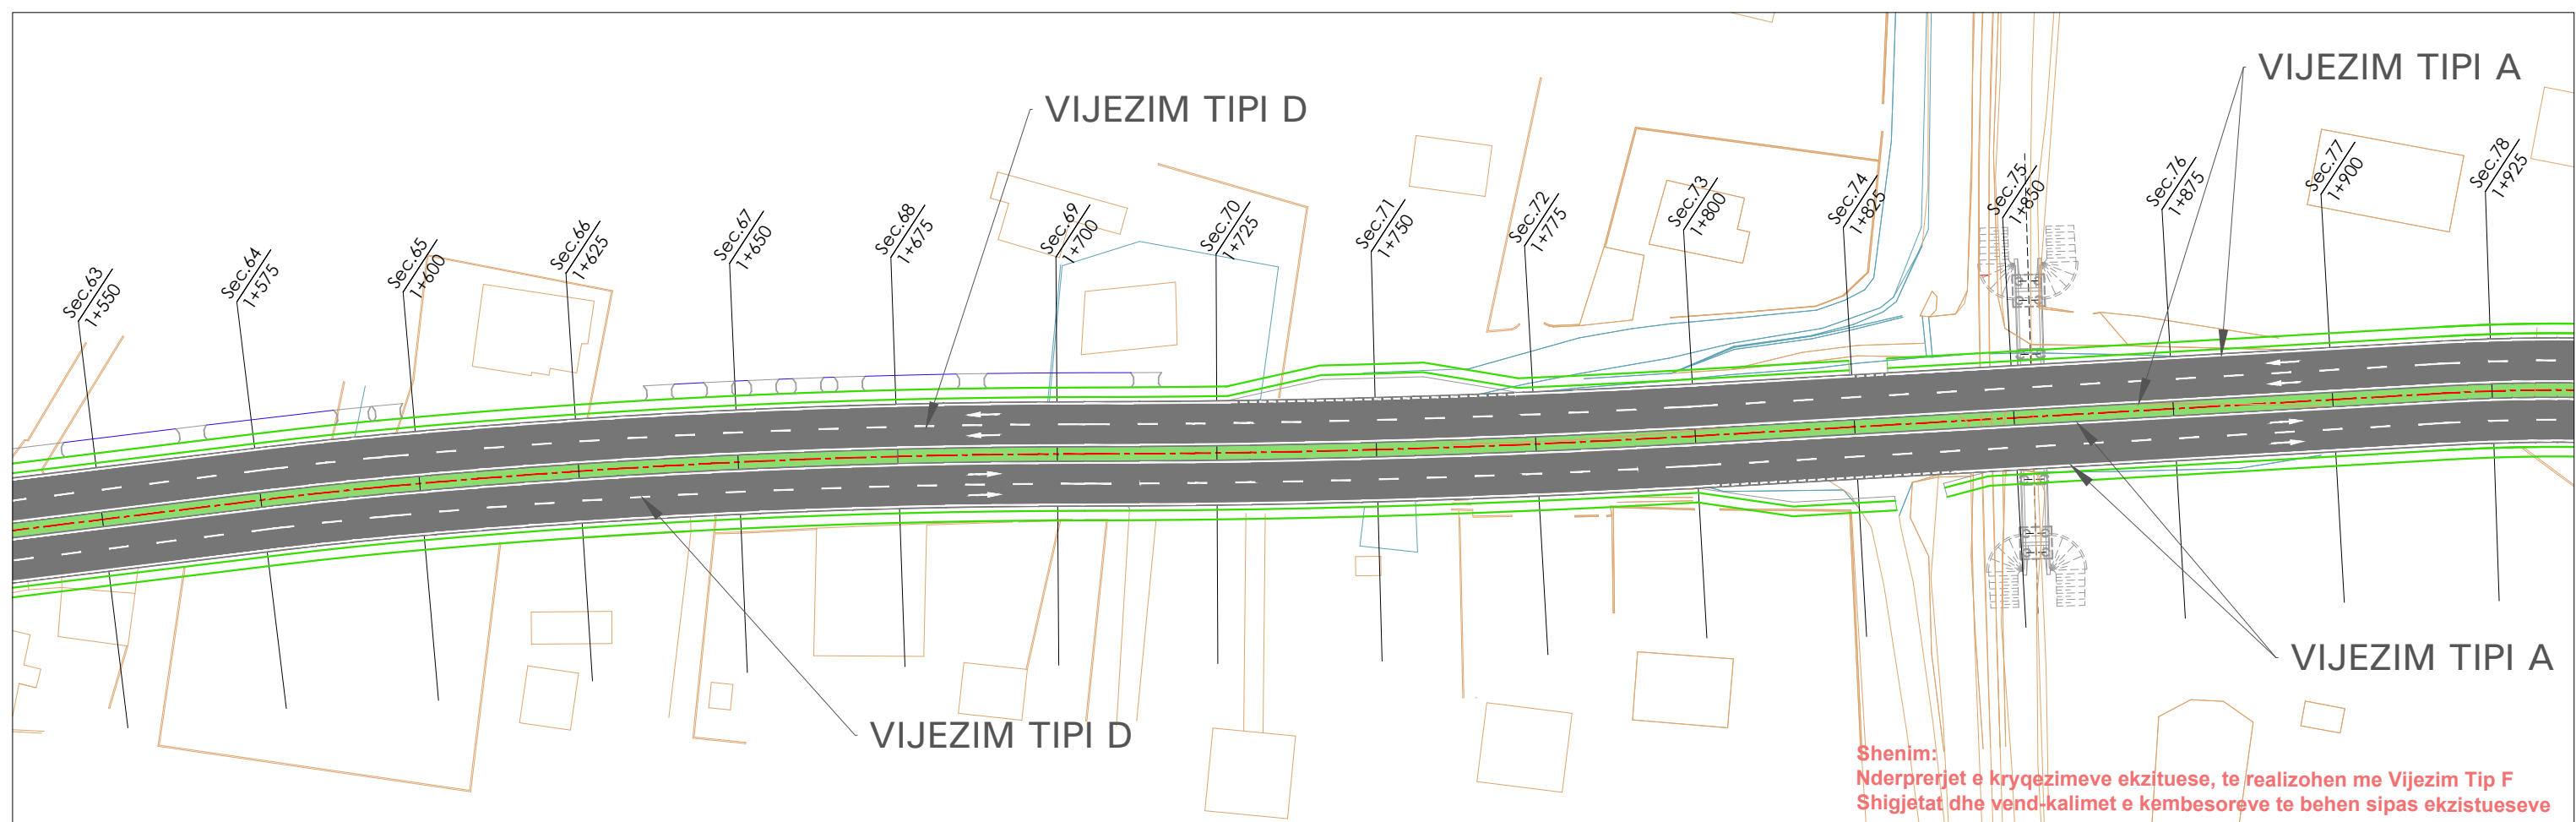 VIJEZIM TIPI A
VIJEZIM TIPI D
Sec.63
1+550
Sec.64
1+575
Sec.65
1+600
Sec.66
1+625
Sec.67
1+650
Sec.68
1+675
Sec.69
1+700
Sec.70
1+725
Sec.71
1+750
Sec.72
1+775
Sec.73
1+800
Sec.74
1+825
Sec.75
1+850
Sec.76
1+875
Sec.77
1+900
Sec.78
1+925
VIJEZIM TIPI A
VIJEZIM TIPI D
Shenim:
Nderprerjet e kryqezimeve ekzituese, te realizohen me Vijezim Tip F
Shigjetat dhe vend-kalimet e kembesoreve te behen sipas ekzistueseve